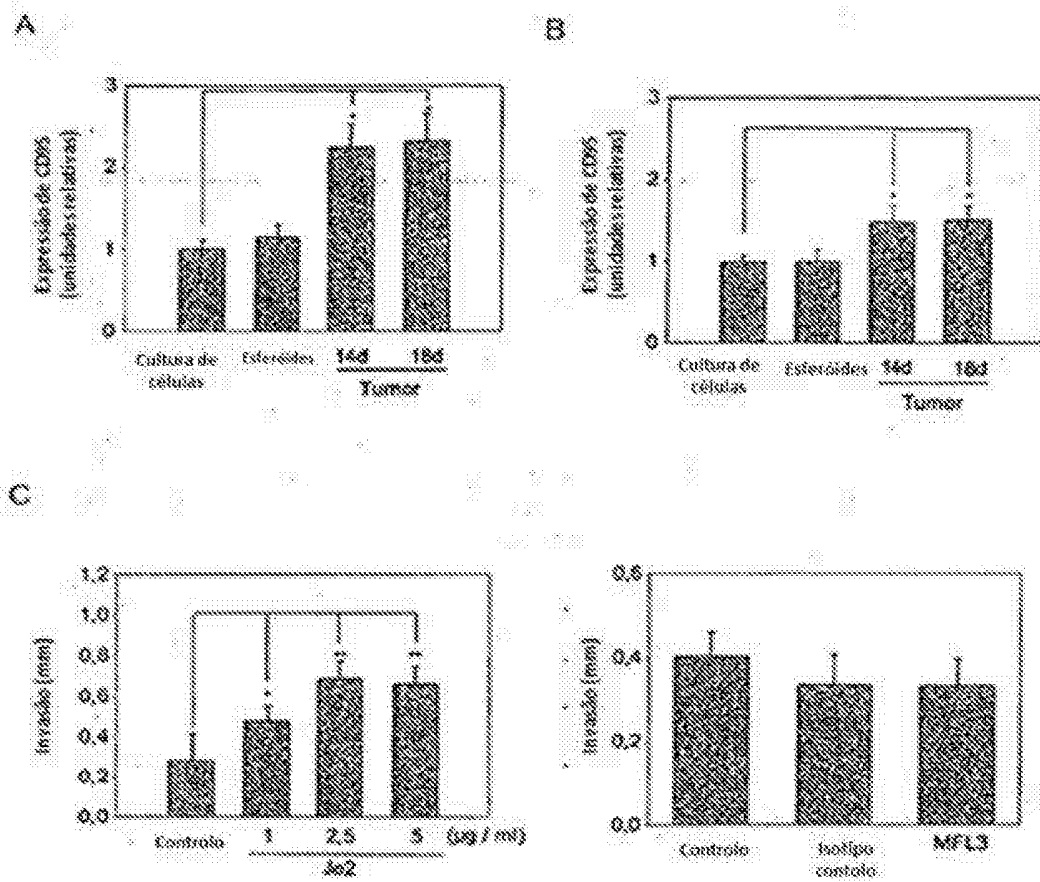 A
Expressão de CD95
(unidades relativas)
3
2
1
0
Cultura de
células
Esferóides
14d
18d
Tumor
B
Expressão de CD95
(unidades relativas)
3
2
1
0
Cultura de
células
Esferóides
14d
18d
Tumor
C
Invasão (mm)
1,2
1,0
0,8
0,6
0,4
0,2
0,0
Controlo
1
2,5
5
(µg / ml)
Jo2
Invasão (mm)
0,6
0,4
0,2
0,0
Controlo
Isotipo
contolo
MFL3